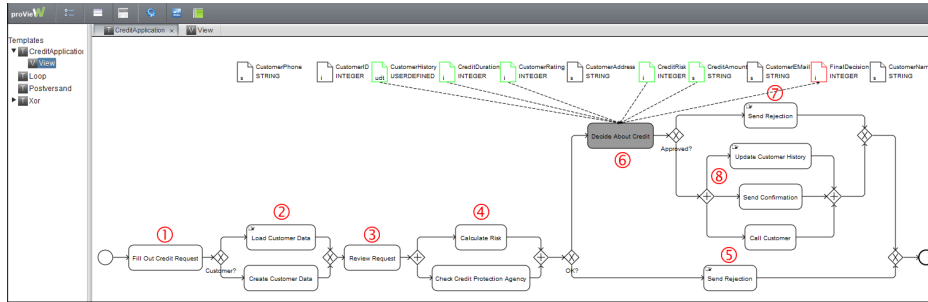 proVieW
CreditApplication ×
View
Templates
CreditApplication
View
Loop
Postversand
Xor
CustomerPhone
STRING
s
CustomerID
INTEGER
i
CustomerHistory
USERDEFINED
udt
CreditDuration
INTEGER
i
CustomerRating
INTEGER
i
CustomerAddress
STRING
s
CreditRisk
INTEGER
i
CreditAmount
STRING
s
CustomerEMail
STRING
s
FinalDecision
INTEGER
i
CustomerNam
STRING
s
⑦
Send Rejection
Decide About Credit
Approved?
⑥
Update Customer History
⑧
Send Confirmation
Call Customer
①
Fill Out Credit Request
Customer?
②
Load Customer Data
Create Customer Data
③
Review Request
④
Calculate Risk
Check Credit Protection Agency
OK?
⑤
Send Rejection